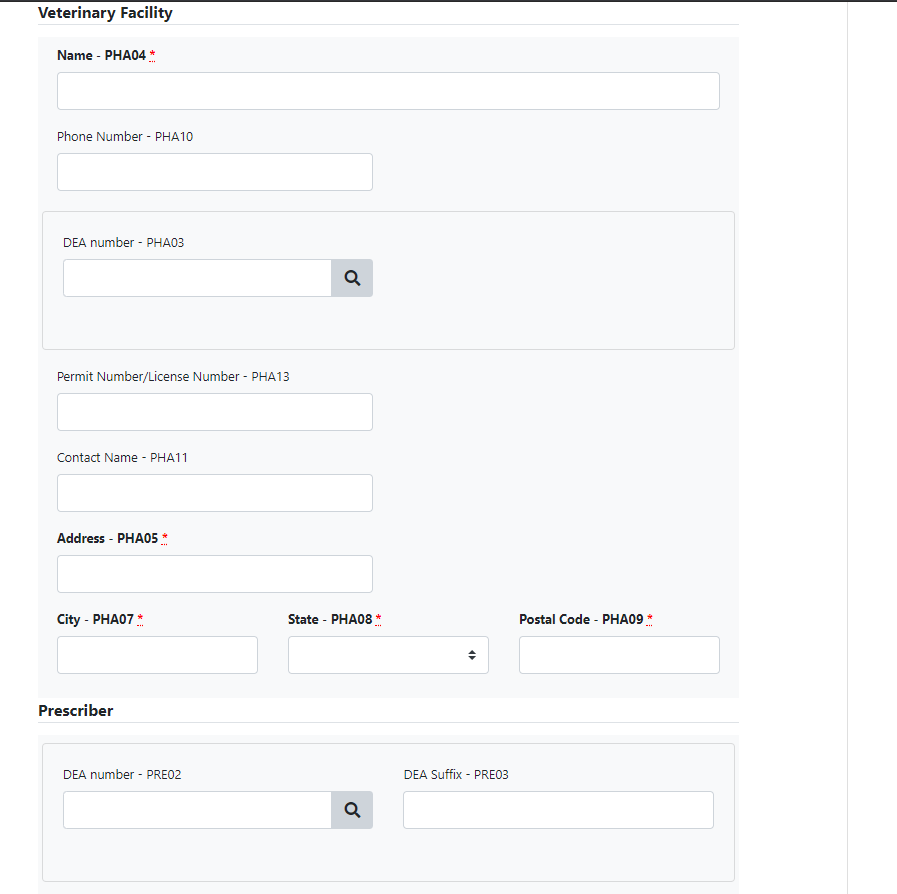 Veterinary Facility
Name - PHA04 *
Phone Number - PHA10
DEA number - PHA03
Permit Number/License Number - PHA13
Contact Name - PHA11
Address - PHA05 *
City - PHA07 * State - PHA08 * Postal Code - PHA09 *
Prescriber
DEA number - PRE02 DEA Suffix - PRE03